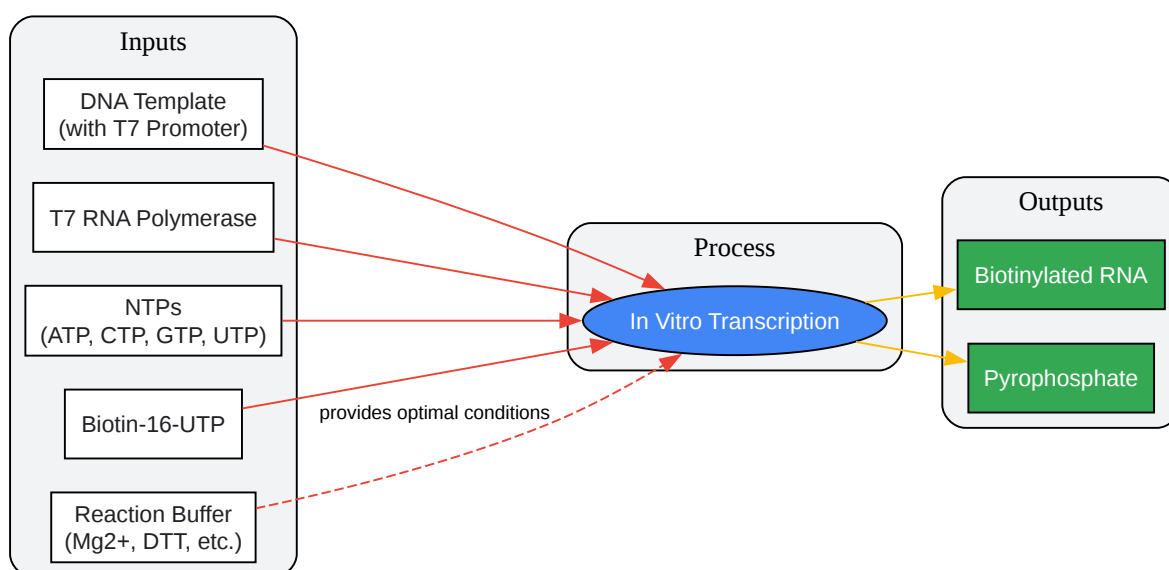 Inputs
DNA Template
(with T7 Promoter)
T7 RNA Polymerase
NTPs
(ATP, CTP, GTP, UTP)
Biotin-16-UTP
Reaction Buffer
(Mg2+, DTT, etc.)
provides optimal conditions
Process
In Vitro Transcription
Outputs
Biotinylated RNA
Pyrophosphate